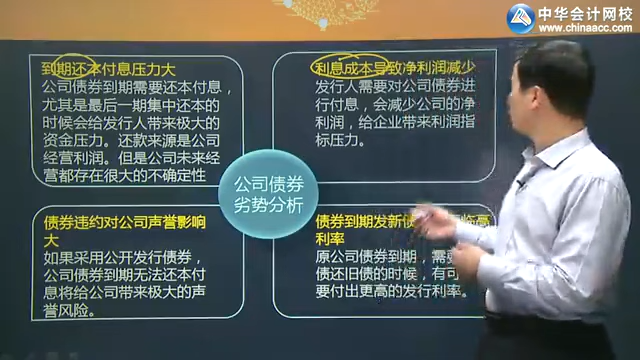 中华会计网校
www.chinaacc.com
到期还本付息压力大
公司债券到期需要还本付息，
尤其是最后一期集中还本的
时候会给发行人带来极大的
资金压力。还款来源是公司
经营利润。但是公司未来经
营都存在很大的不确定性
利息成本导致净利润减少
发行人需要对公司债券进
行付息，会减少公司的净
利润，给企业带来利润指
标压力。
公司债券
劣势分析
债券违约对公司声誉影响
大
如果采用公开发行债券，
公司债券到期无法还本付
息将给公司带来极大的声
誉风险。
债券到期发新债 临高
利率
原公司债券到期，需要
债还旧债的时候，有可
要付出更高的发行利率。